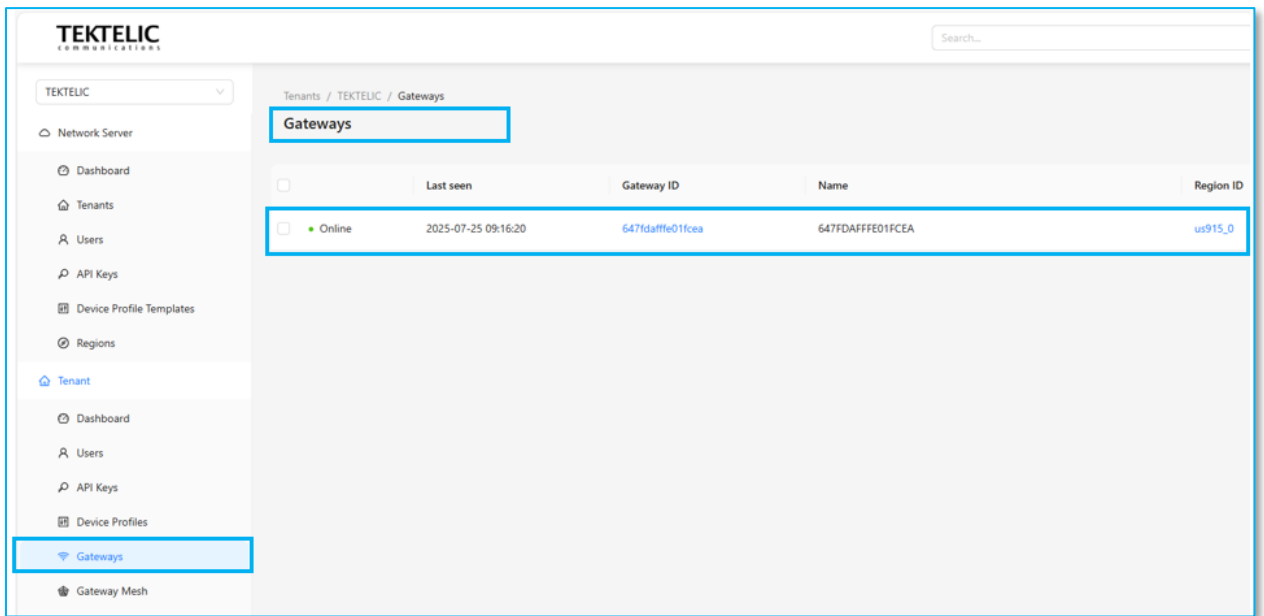 TEKTELIC
communications
Search...
TEKTELIC
Network Server
Dashboard
Tenants
Users
API Keys
Device Profile Templates
Regions
Tenant
Dashboard
Users
API Keys
Device Profiles
Gateways
Gateway Mesh
Tenants / TEKTELIC / Gateways
Gateways
Last seen Gateway ID Name Region ID
Online 2025-07-25 09:16:20 647fdafffe01fcea 647FDAFFFE01FCEA us915_0